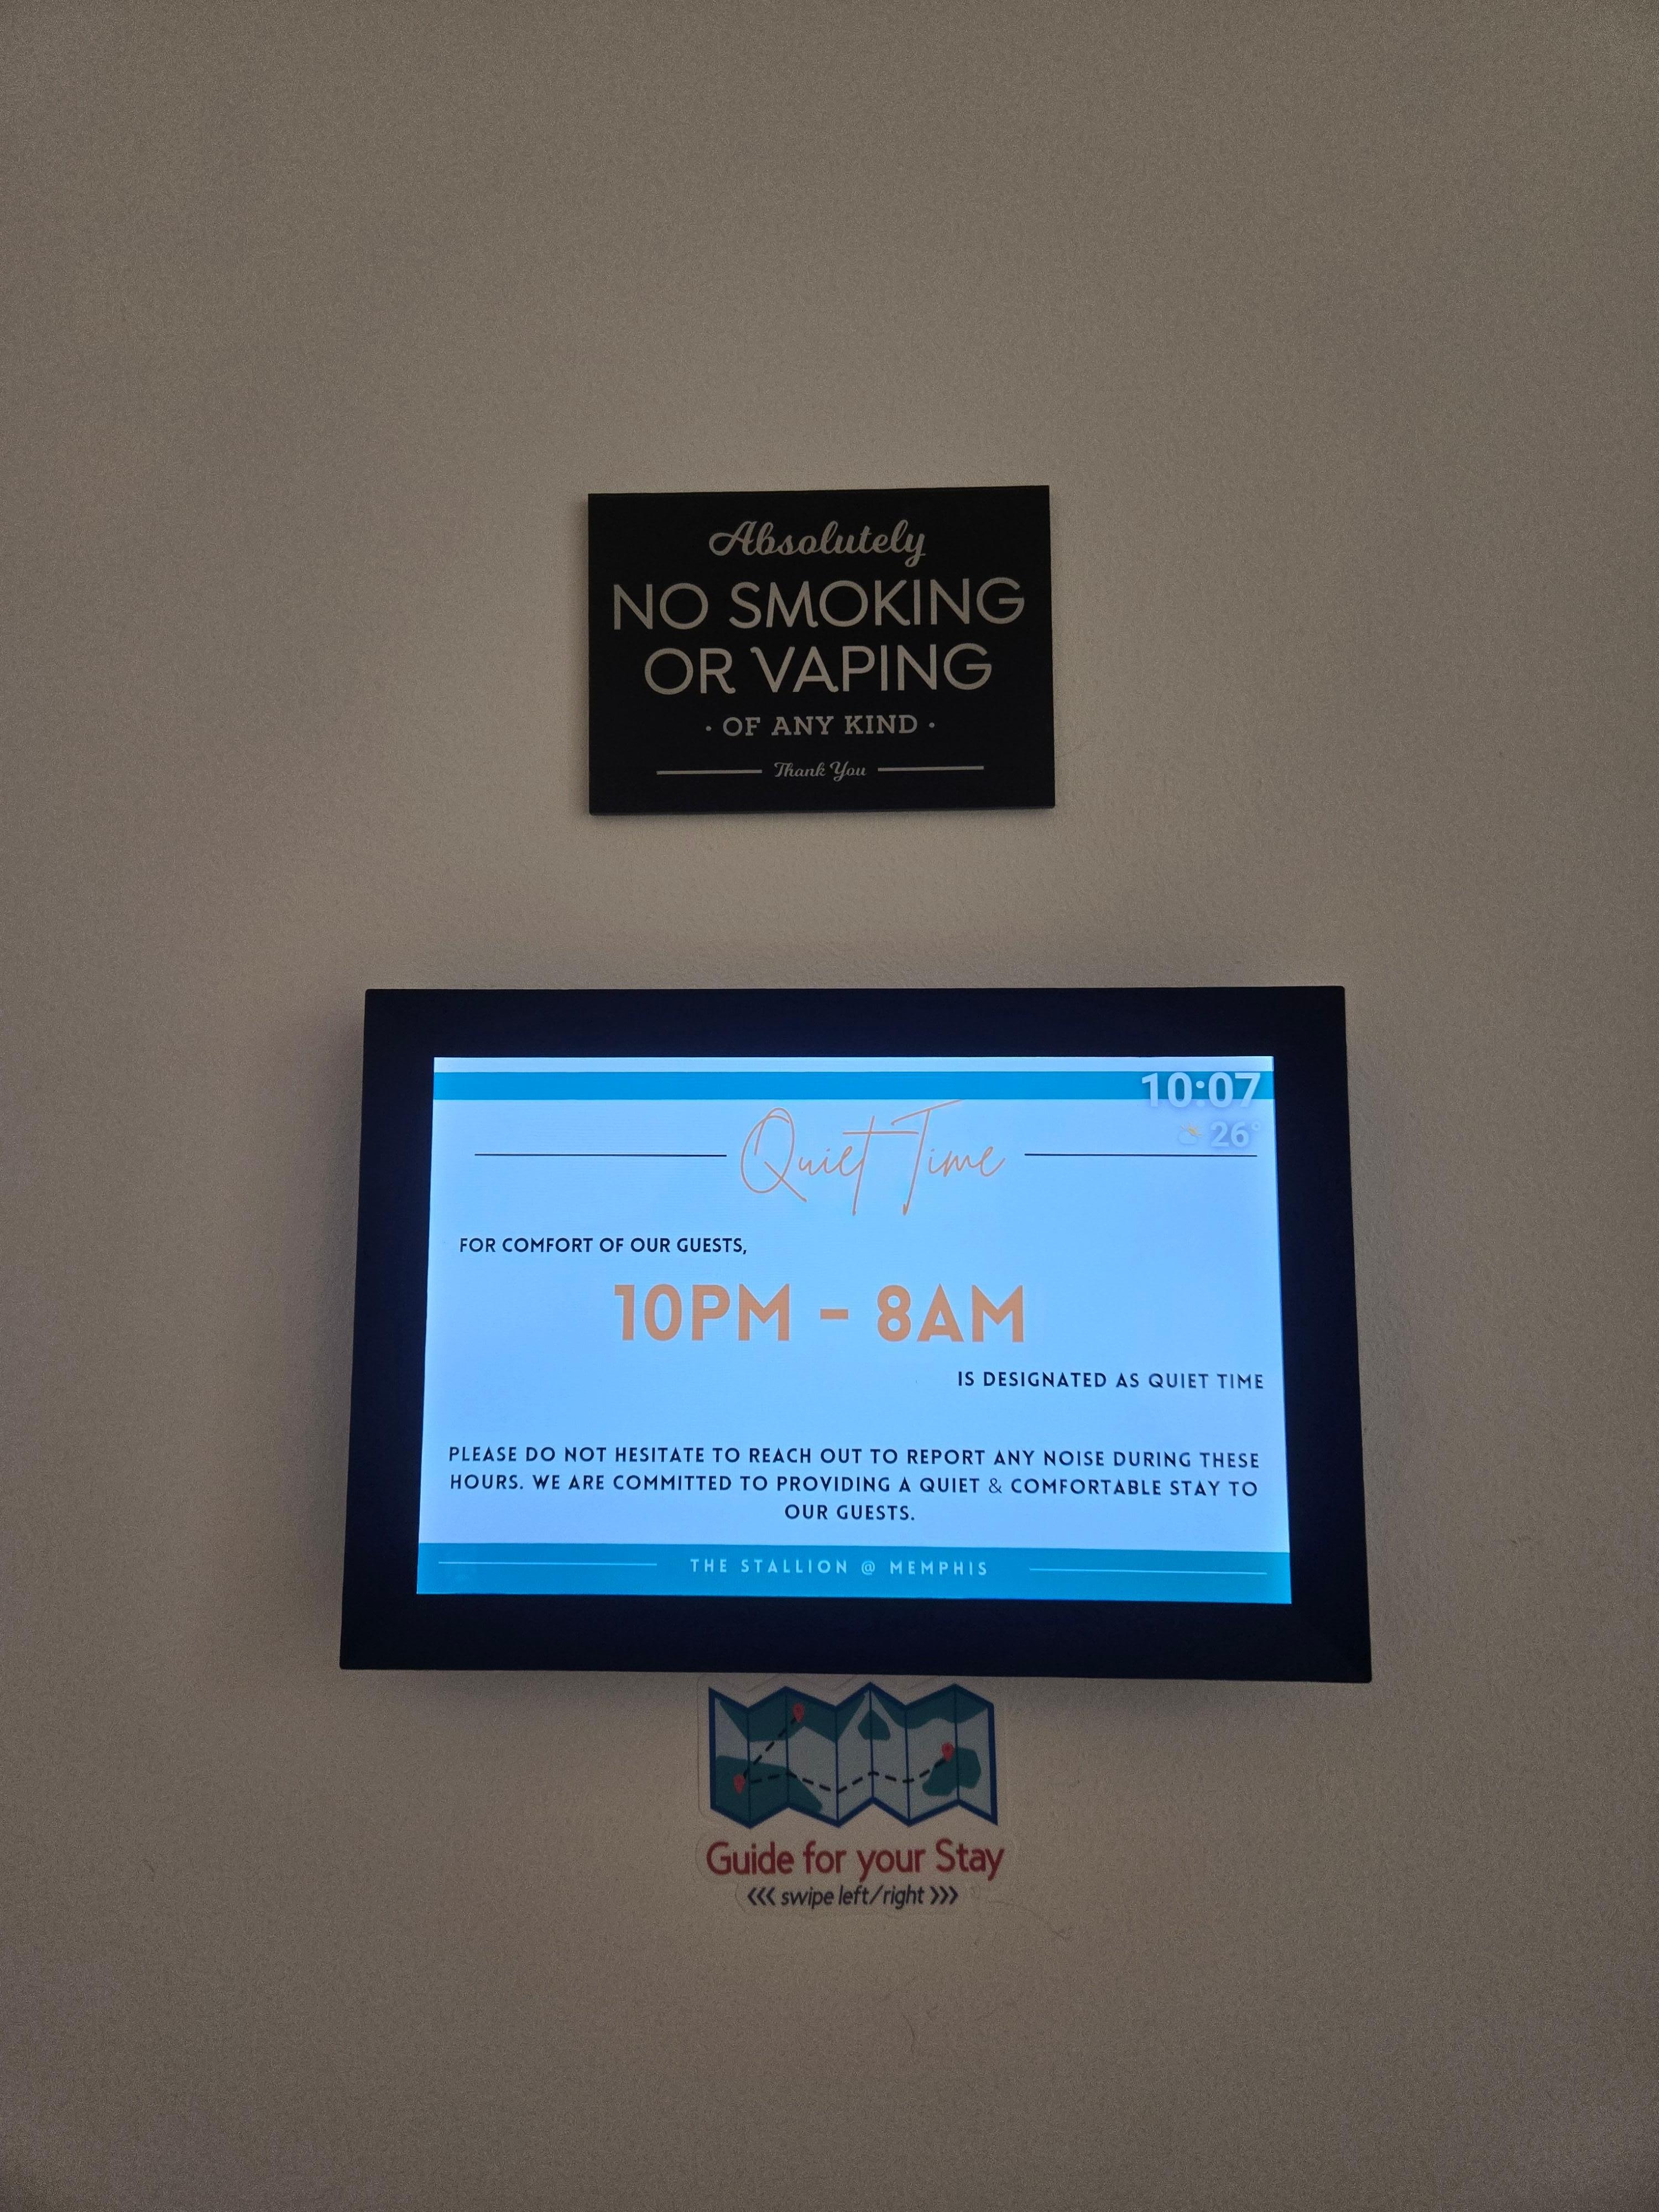 Absolutely
NO SMOKING
OR VAPING
· OF ANY KIND ·
Thank You
10:07
26°
Quiet Time
FOR COMFORT OF OUR GUESTS,
10PM - 8AM
IS DESIGNATED AS QUIET TIME
PLEASE DO NOT HESITATE TO REACH OUT TO REPORT ANY NOISE DURING THESE
HOURS. WE ARE COMMITTED TO PROVIDING A QUIET & COMFORTABLE STAY TO
OUR GUESTS.
THE STALLION @ MEMPHIS
Guide for your Stay
<<< swipe left/right >>>